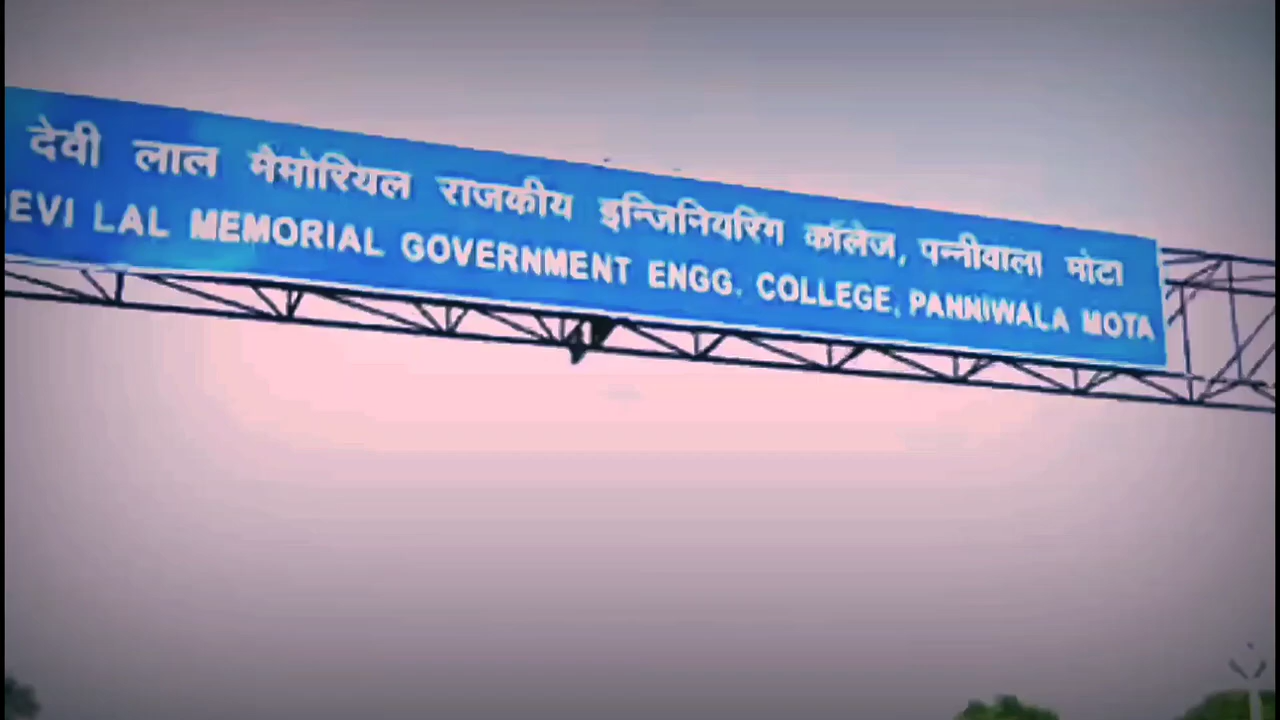 देवी लाल मैमोरियल राजकीय इन्जिनियरिंग कॉलेज, पन्नीवाला मोटा
EVI LAL MEMORIAL GOVERNMENT ENGG. COLLEGE, PANNIWALA MOTA